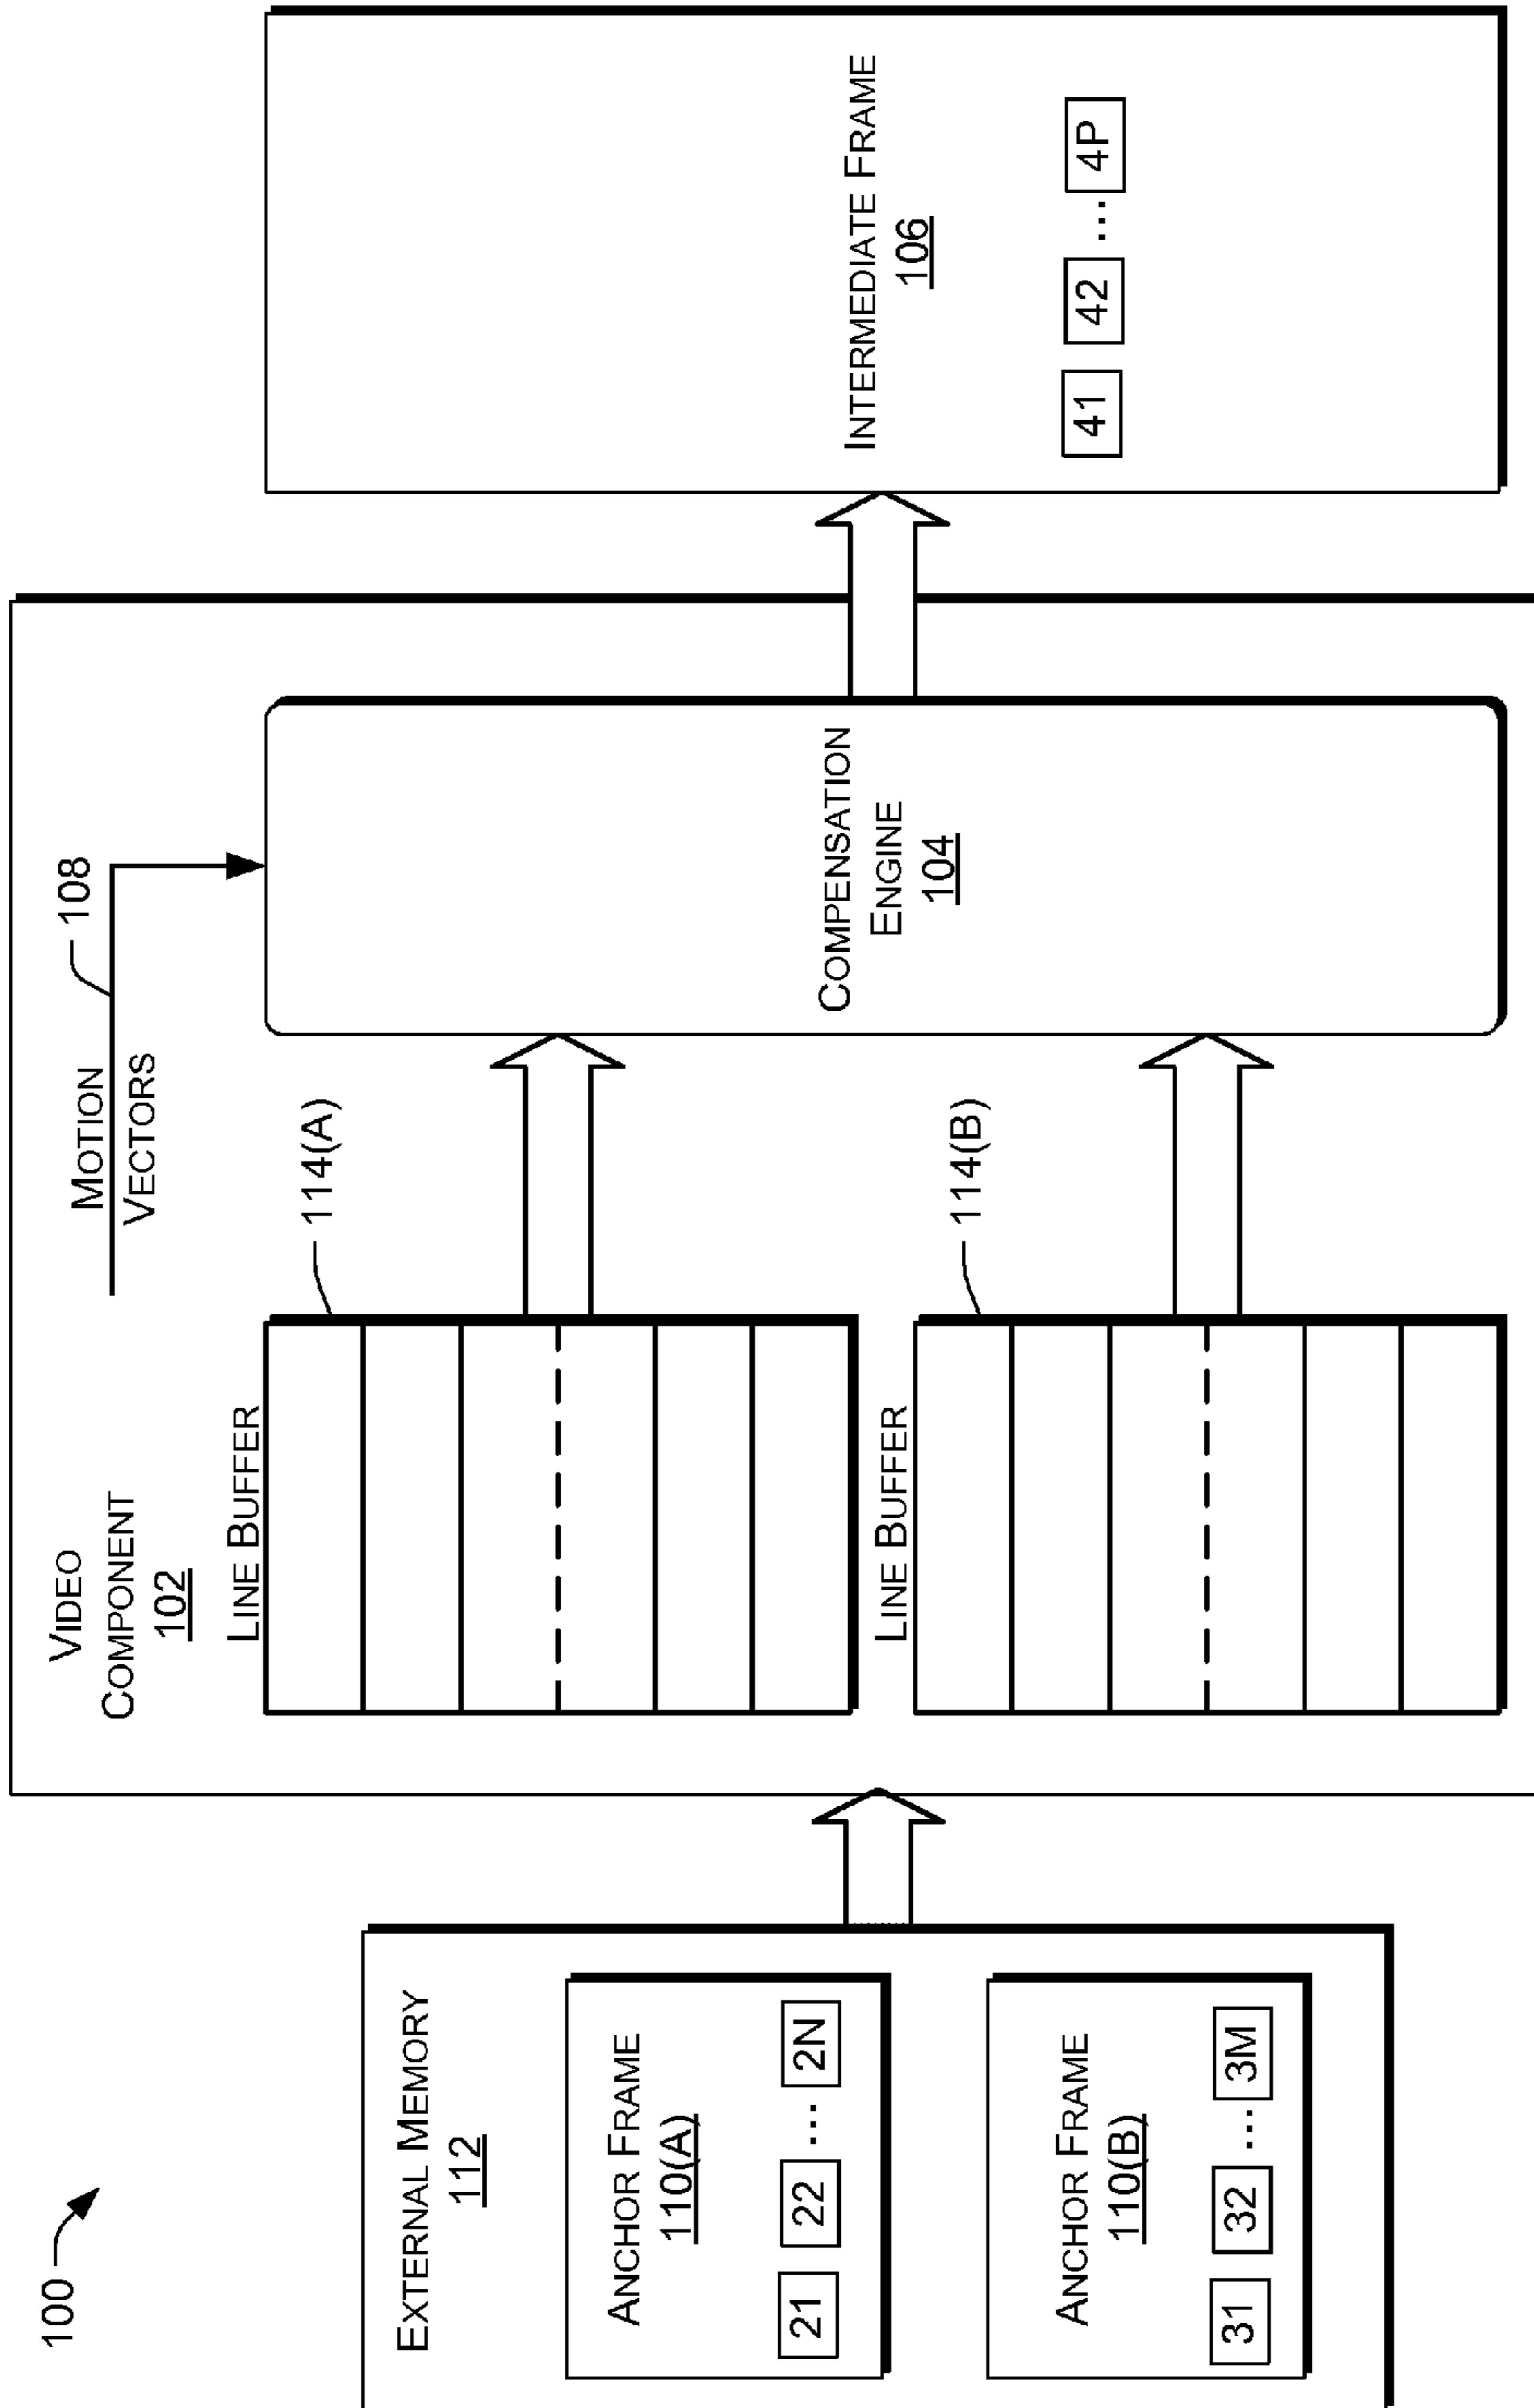 100
EXTERNAL MEMORY
112
ANCHOR FRAME
110(A)
21 22 ... 2N
ANCHOR FRAME
110(B)
31 32 ... 3M
VIDEO
COMPONENT
102
MOTION
VECTORS
108
LINE BUFFER
114(A)
LINE BUFFER
114(B)
COMPENSATION
ENGINE
104
INTERMEDIATE FRAME
106
41 42 ... 4P